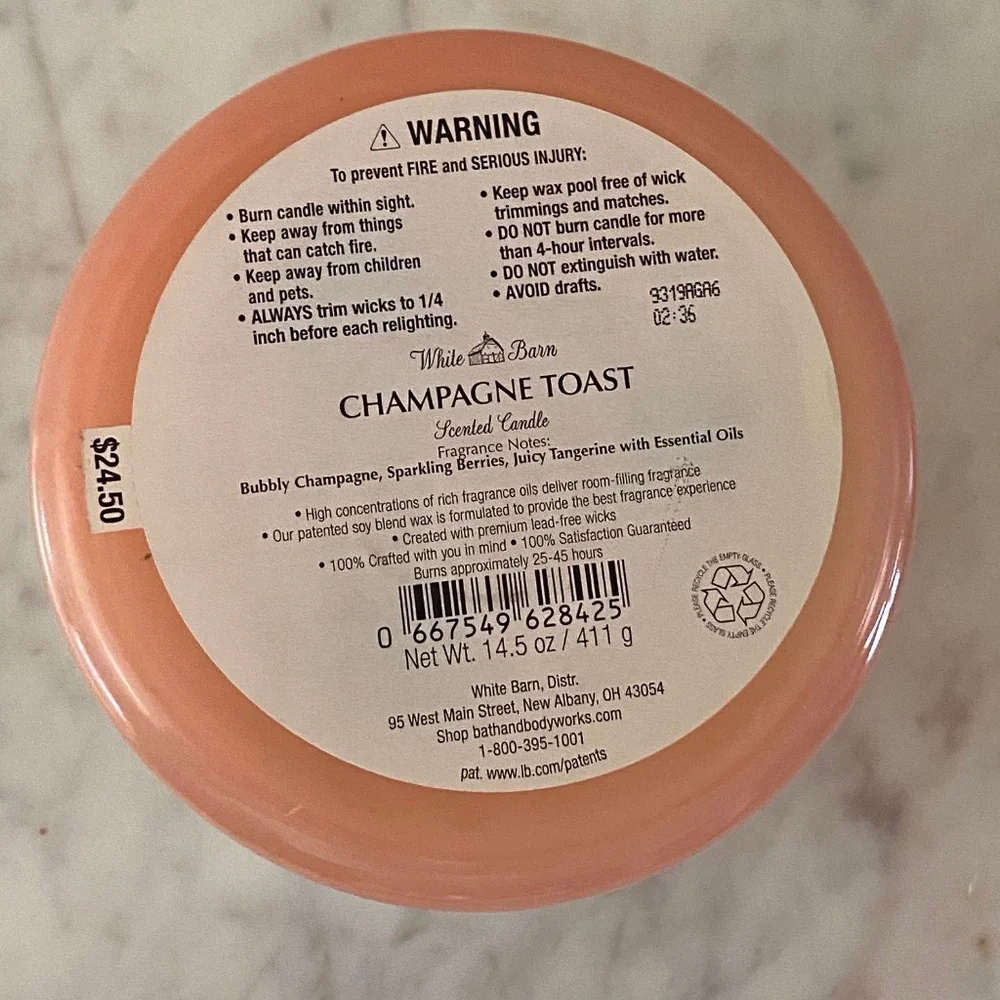 WARNING
To prevent FIRE and SERIOUS INJURY:
• Burn candle within sight.
• Keep away from things
that can catch fire.
• Keep away from children
and pets.
• ALWAYS trim wicks to 1/4
inch before each relighting.
• Keep wax pool free of wick
trimmings and matches.
• DO NOT burn candle for more
than 4-hour intervals.
• DO NOT extinguish with water.
• AVOID drafts.
9319AGA6
02:36
White Barn
CHAMPAGNE TOAST
Scented Candle
Fragrance Notes:
Bubbly Champagne, Sparkling Berries, Juicy Tangerine with Essential Oils
• High concentrations of rich fragrance oils deliver room-filling fragrance
• Our patented soy blend wax is formulated to provide the best fragrance experience
• Created with premium lead-free wicks
• 100% Crafted with you in mind • 100% Satisfaction Guaranteed
Burns approximately 25-45 hours
0 667549 628425
Net Wt. 14.5 oz / 411 g
White Barn, Distr.
95 West Main Street, New Albany, OH 43054
Shop bathandbodyworks.com
1-800-395-1001
pat. www.lb.com/patents
$24.50
PLEASE RECYCLE THE EMPTY GLASS • PLEASE RECYCLE THE EMPTY GLASS •